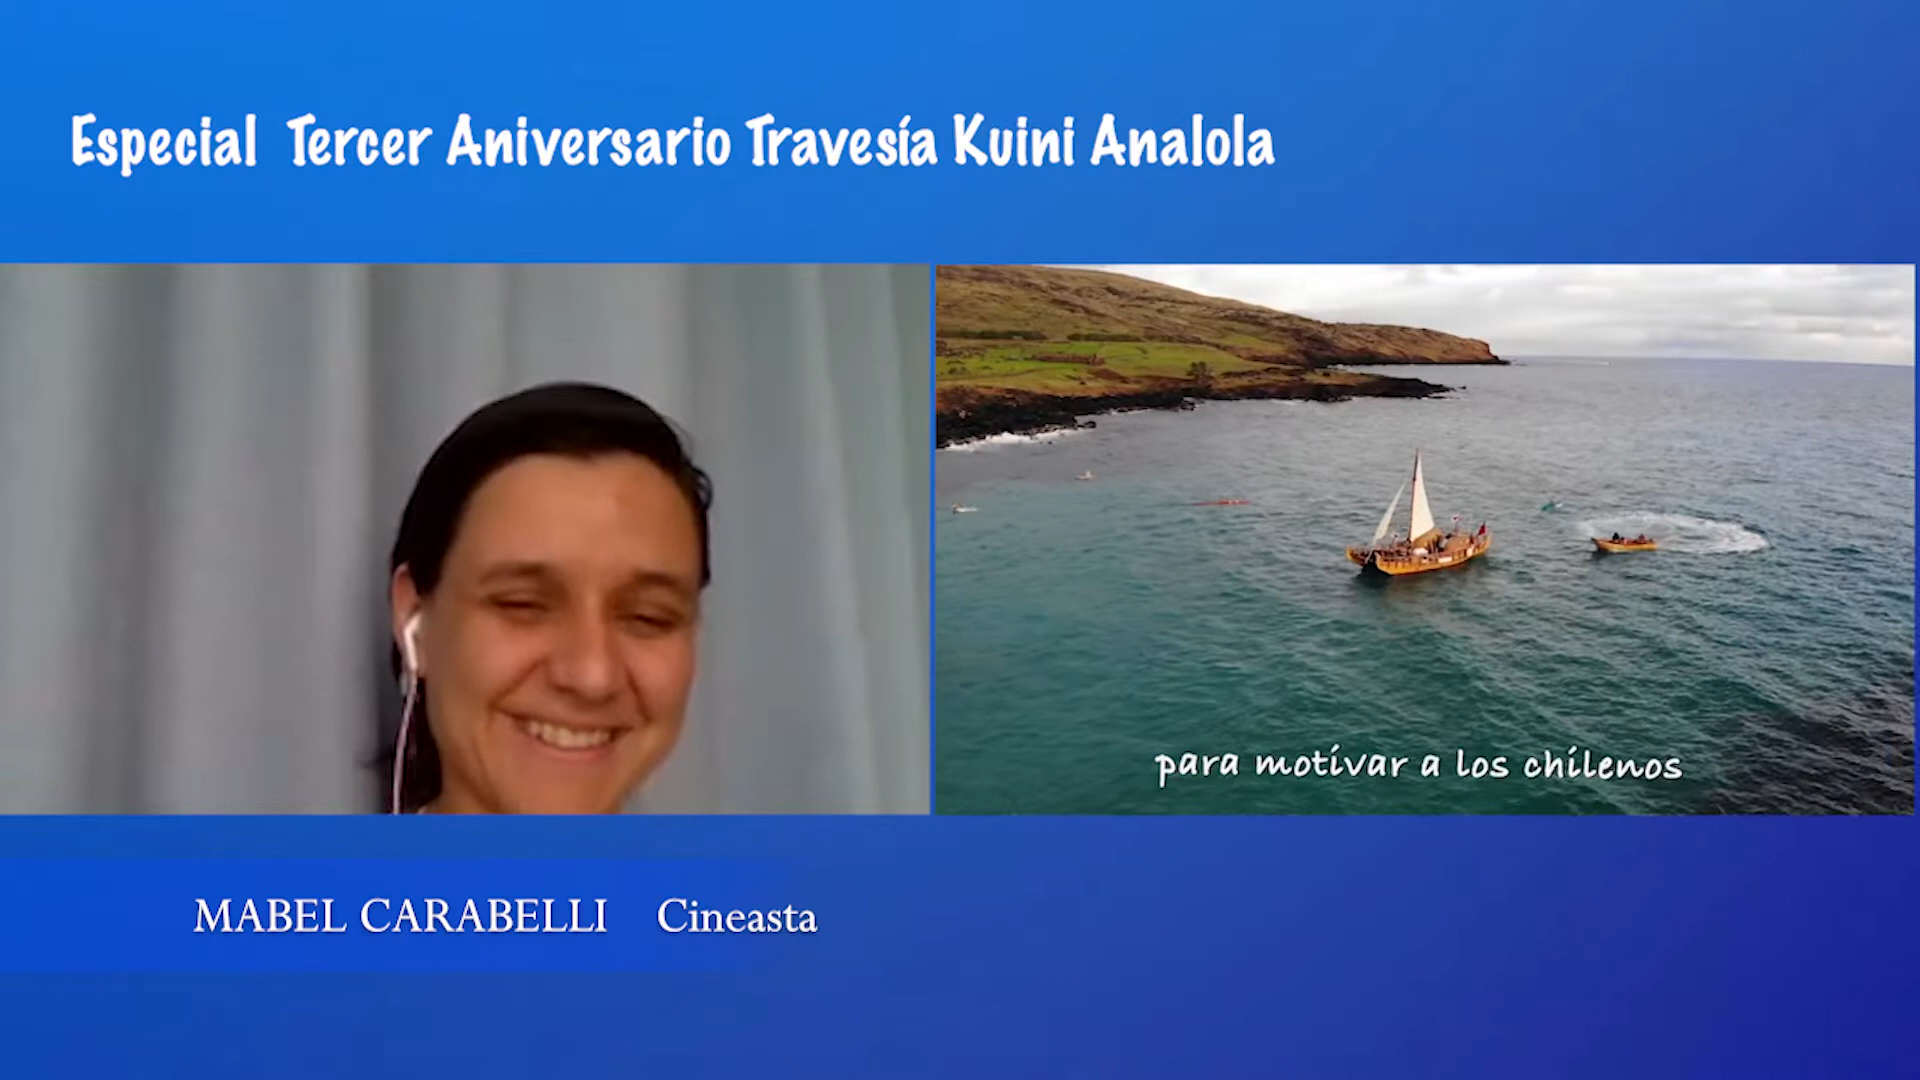 Especial Tercer Aniversario Travesía Kuini Analola
para motivar a los chilenos
MABEL CARABELLI Cineasta